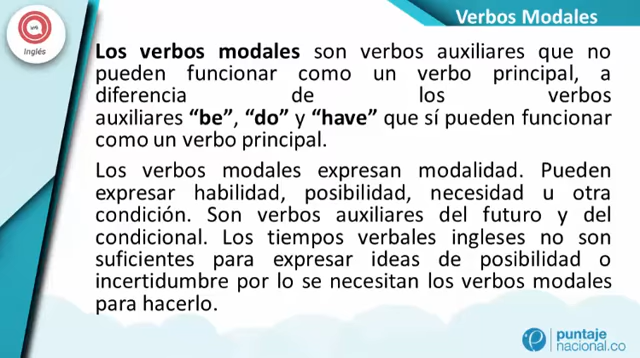 Verbos Modales
Inglés
Los verbos modales son verbos auxiliares que no
pueden funcionar como un verbo principal, a
diferencia de los verbos
auxiliares “be”, “do” y “have” que sí pueden funcionar
como un verbo principal.
Los verbos modales expresan modalidad. Pueden
expresar habilidad, posibilidad, necesidad u otra
condición. Son verbos auxiliares del futuro y del
condicional. Los tiempos verbales ingleses no son
suficientes para expresar ideas de posibilidad o
incertidumbre por lo se necesitan los verbos modales
para hacerlo.
puntaje
nacional.co